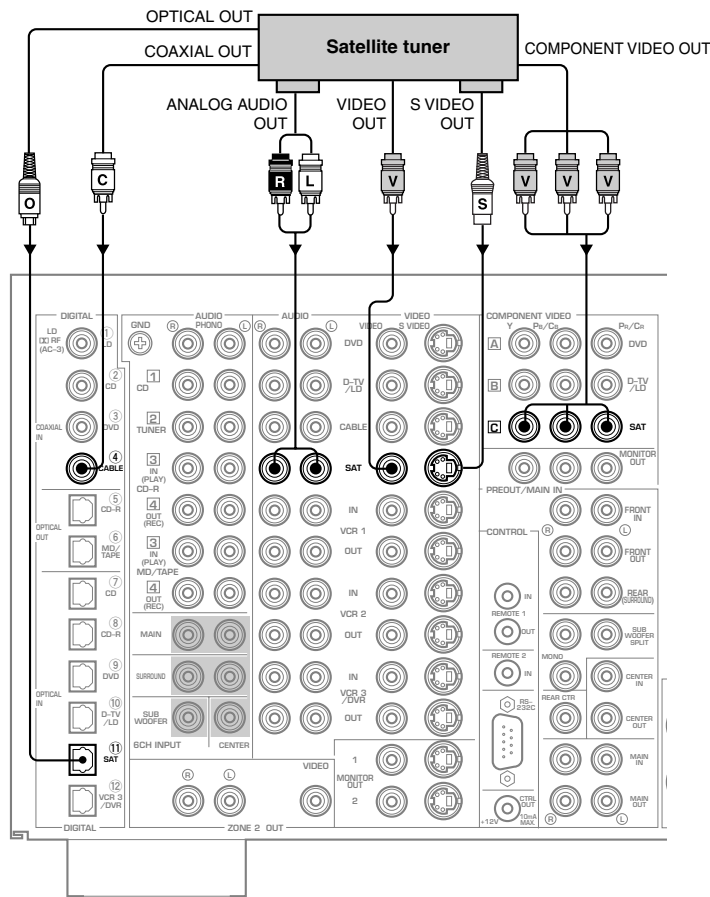 OPTICAL OUT
COAXIAL OUT
Satellite tuner
COMPONENT VIDEO OUT
ANALOG AUDIO
OUT
VIDEO
OUT
S VIDEO
OUT
O
C
R
L
V
S
V
V
V
DIGITAL
LD
RF
(AC-3)
① LD
② CD
③ DVD
COAXIAL
IN
④ CABLE
⑤ CD-R
OPTICAL
OUT
⑥ MD/
TAPE
⑦ CD
⑧ CD-R
⑨ DVD
OPTICAL
IN
⑩ D-TV
/LD
⑪ SAT
⑫ VCR 3
/DVR
DIGITAL
AUDIO
GND
R PHONO L
1
CD
2
TUNER
3
IN
(PLAY)
CD-R
4
OUT
(REC)
3
IN
(PLAY)
MD/TAPE
4
OUT
(REC)
MAIN
SURROUND
SUB
WOOFER
6CH INPUT
CENTER
AUDIO
R L
VIDEO
VIDEO S VIDEO
DVD
D-TV
/LD
CABLE
SAT
IN
VCR 1
OUT
IN
VCR 2
OUT
IN
VCR 3
/DVR
OUT
1
MONITOR
OUT
2
R L
VIDEO
ZONE 2 OUT
COMPONENT VIDEO
Y PB/CB PR/CR
A DVD
B D-TV
/LD
C SAT
MONITOR
OUT
PREOUT/MAIN IN
FRONT
IN
R L
FRONT
OUT
REAR
(SURROUND)
SUB
WOOFER
SPLIT
MONO
CENTER
IN
REAR CTR
CENTER
OUT
MAIN
IN
MAIN
OUT
R L
CONTROL
IN
REMOTE 1
OUT
REMOTE 2
IN
RS-
232C
CTRL
OUT
+12V
10mA
MAX.